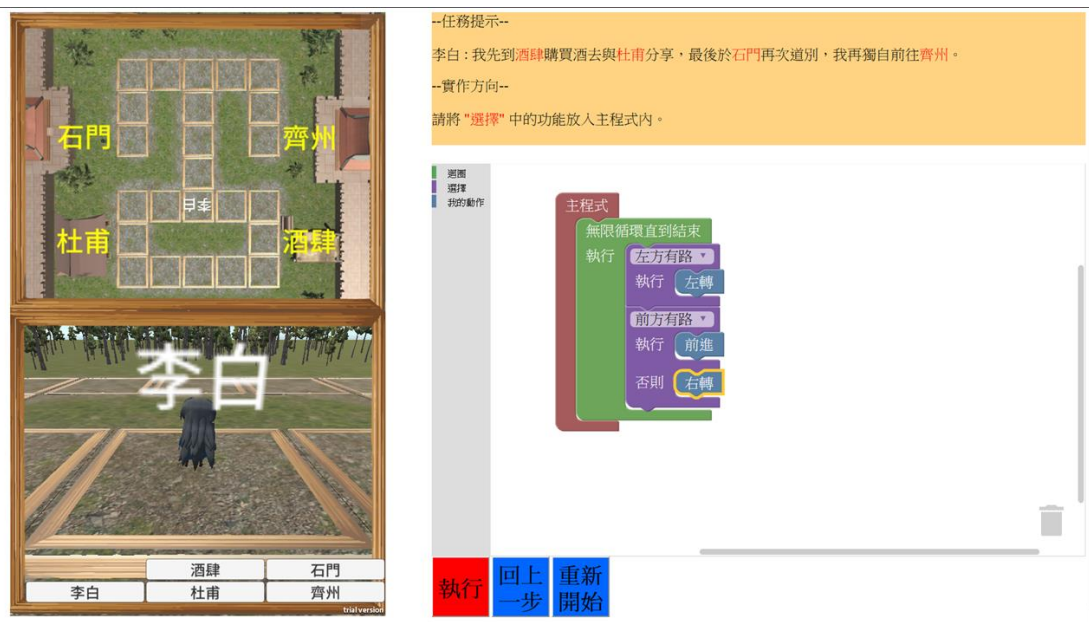 --任務提示--
李白:我先到酒肆購買酒去與杜甫分享,最後於石門再次道別,我再獨自前往齊州。
--實作方向--
請將 "選擇" 中的功能放入主程式內。
石門
齊州
李白
杜甫
酒肆
迴圈
選擇
我的動作
主程式
無限循環直到結束
執行
左方有路
執行
左轉
前方有路
執行
前進
否則
右轉
李白
酒肆
石門
李白
杜甫
齊州
trial version
執行
回上一步
重新開始